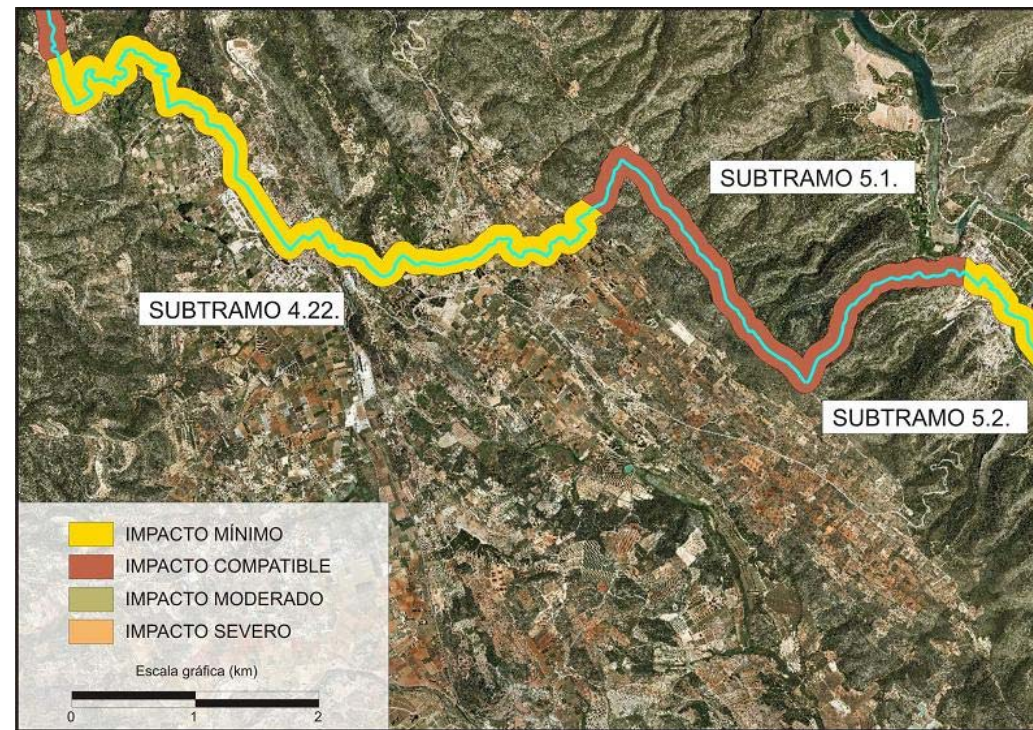 SUBTRAMO 5.1.
SUBTRAMO 4.22.
SUBTRAMO 5.2.
IMPACTO MÍNIMO
IMPACTO COMPATIBLE
IMPACTO MODERADO
IMPACTO SEVERO
Escala gráfica (km)
0 1 2